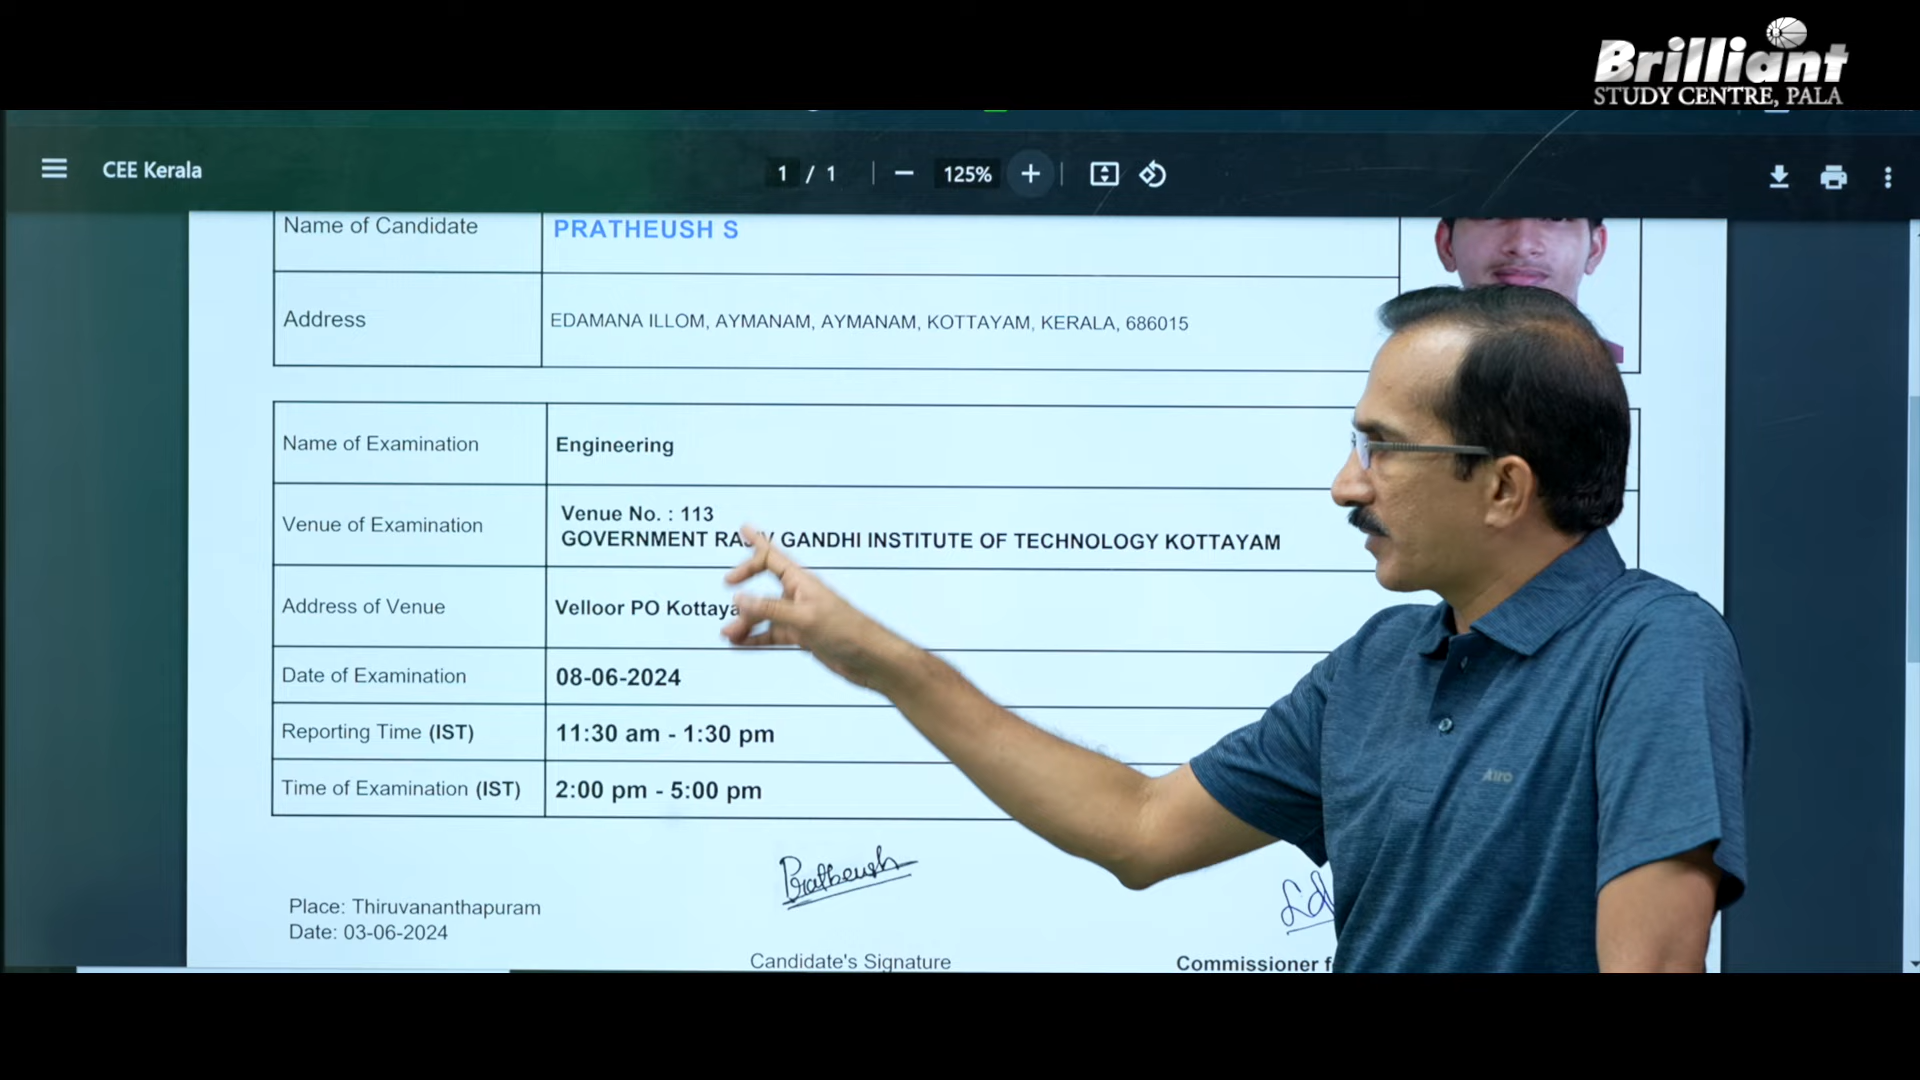 Brilliant
STUDY CENTRE, PALA
CEE Kerala
1 / 1
125%
Name of Candidate
PRATHEUSH S
Address
EDAMANA ILLOM, AYMANAM, AYMANAM, KOTTAYAM, KERALA, 686015
Name of Examination
Engineering
Venue of Examination
Venue No. : 113
GOVERNMENT GANDHI INSTITUTE OF TECHNOLOGY KOTTAYAM
Address of Venue
Velloor PO
Date of Examination
08-06-2024
Reporting Time (IST)
11:30 am - 1:30 pm
Time of Examination (IST)
2:00 pm - 5:00 pm
Pratheush
Place: Thiruvananthapuram
Date: 03-06-2024
Candidate's Signature
Commissioner